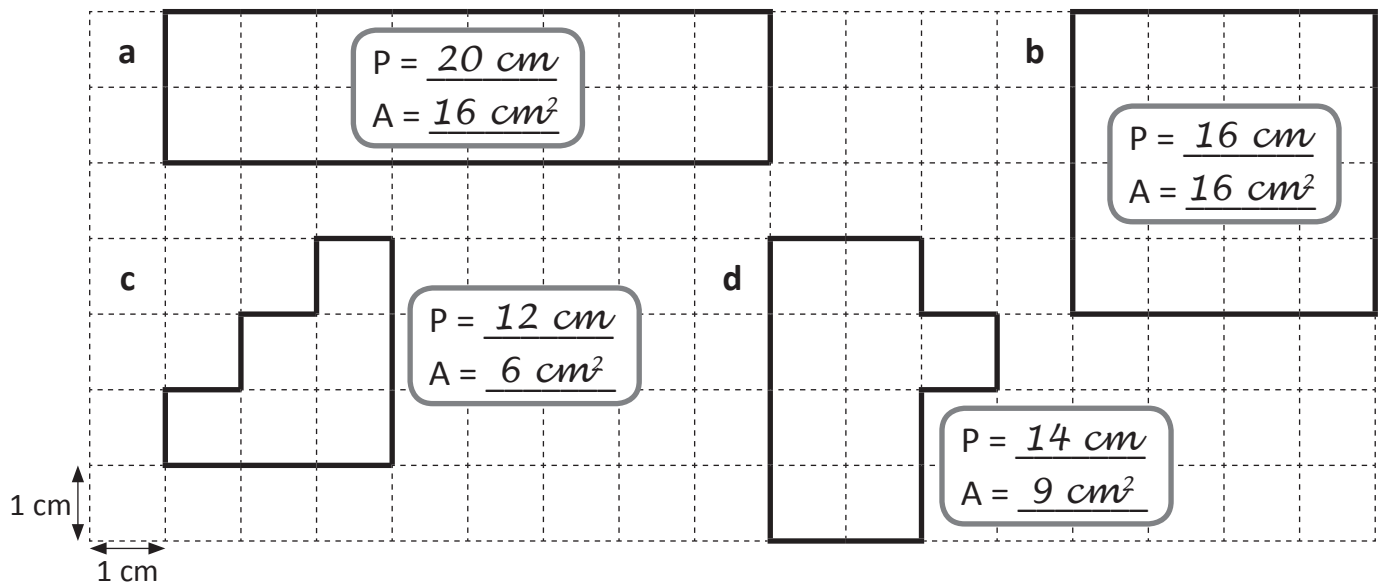 a
P = 20 cm
A = 16 cm²
b
P = 16 cm
A = 16 cm²
c
P = 12 cm
A = 6 cm²
d
P = 14 cm
A = 9 cm²
1 cm
1 cm